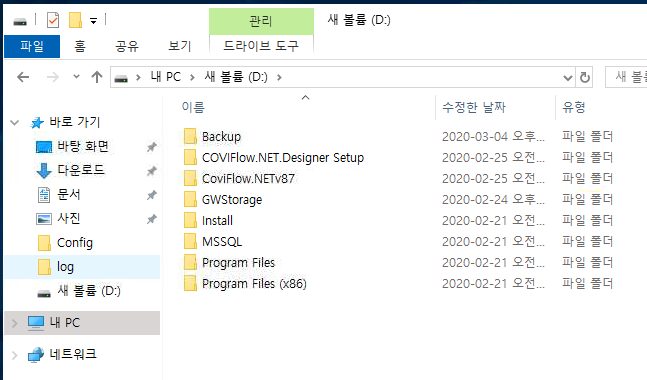 관리
새 볼륨 (D:)
파일
홈
공유
보기
드라이브 도구
내 PC
새 볼륨 (D:)
새 볼
이름
수정한 날짜
유형
바로 가기
바탕 화면
다운로드
문서
사진
Config
log
새 볼륨 (D:)
내 PC
네트워크
Backup 2020-03-04 오후... 파일 폴더
COVIFlow.NET.Designer Setup 2020-02-25 오전... 파일 폴더
CoviFlow.NETv87 2020-02-25 오전... 파일 폴더
GWStorage 2020-02-24 오후... 파일 폴더
Install 2020-02-21 오전... 파일 폴더
MSSQL 2020-02-21 오전... 파일 폴더
Program Files 2020-02-21 오전... 파일 폴더
Program Files (x86) 2020-02-21 오전... 파일 폴더